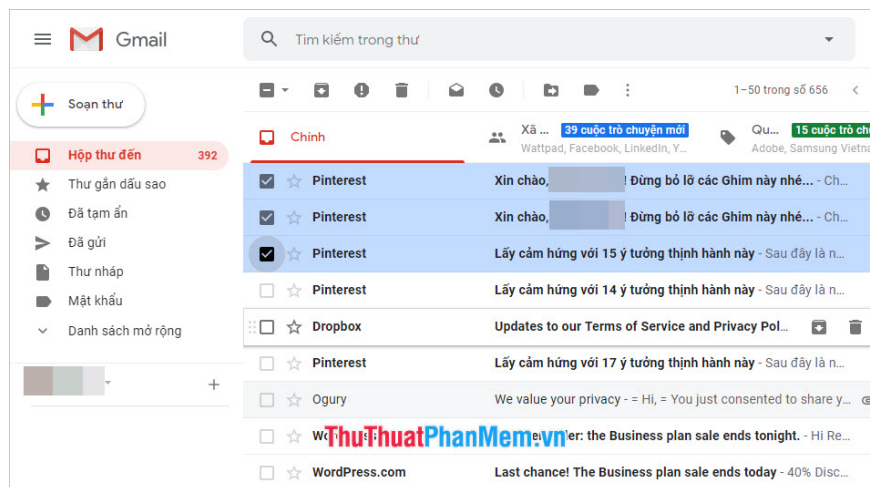 Gmail
Tìm kiếm trong thư
Soạn thư
1–50 trong số 656
Chính
Xã ... 39 cuộc trò chuyện mới
Wattpad, Facebook, LinkedIn, Y...
Qu... 15 cuộc trò
Adobe, Samsung
Hộp thư đến 392
Thư gắn dấu sao
Đã tạm ẩn
Đã gửi
Thư nháp
Mật khẩu
Danh sách mở rộng
Pinterest Xin chào, ! Đừng bỏ lỡ các Ghim này nhé... - Ch...
Pinterest Xin chào, ! Đừng bỏ lỡ các Ghim này nhé... - Ch...
Pinterest Lấy cảm hứng với 15 ý tưởng thịnh hành này - Sau đây là n...
Pinterest Lấy cảm hứng với 14 ý tưởng thịnh hành này - Sau đây là n...
Dropbox Updates to our Terms of Service and Privacy Pol...
Pinterest Lấy cảm hứng với 17 ý tưởng thịnh hành này - Sau đây là n...
Ogury We value your privacy - = Hi, = You just consented to share y...
the Business plan sale ends tonight. - Hi Re...
ThuThuatPhanMem.vn
WordPress.com Last chance! The Business plan sale ends today - 40% Disc...